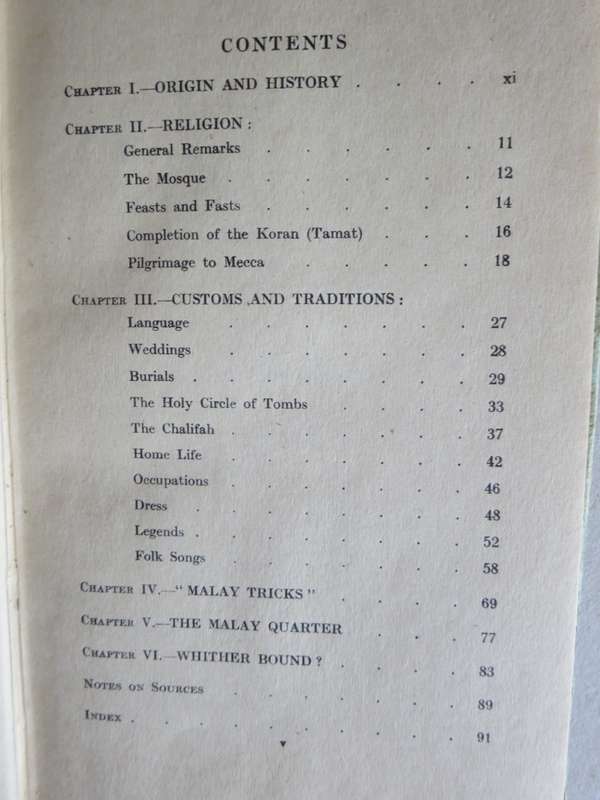 CONTENTS
CHAPTER I.—ORIGIN AND HISTORY . . . . xi
CHAPTER II.—RELIGION :
General Remarks . . . . . . 11
The Mosque . . . . . . . 12
Feasts and Fasts . . . . . . 14
Completion of the Koran (Tamat) . . . 16
Pilgrimage to Mecca . . . . . 18
CHAPTER III.—CUSTOMS AND TRADITIONS :
Language . . . . . . . 27
Weddings . . . . . . . 28
Burials . . . . . . . . 29
The Holy Circle of Tombs . . . . 33
The Chalifah . . . . . . . 37
Home Life . . . . . . . 42
Occupations . . . . . . . 46
Dress . . . . . . . . 48
Legends . . . . . . . . 52
Folk Songs . . . . . . . 58
CHAPTER IV.—“ MALAY TRICKS ” . . . . 69
CHAPTER V.—THE MALAY QUARTER . . . 77
CHAPTER VI.—WHITHER BOUND ? . . . . 83
NOTES ON SOURCES . . . . . . . 89
INDEX . . . . . . . . . . 91
v